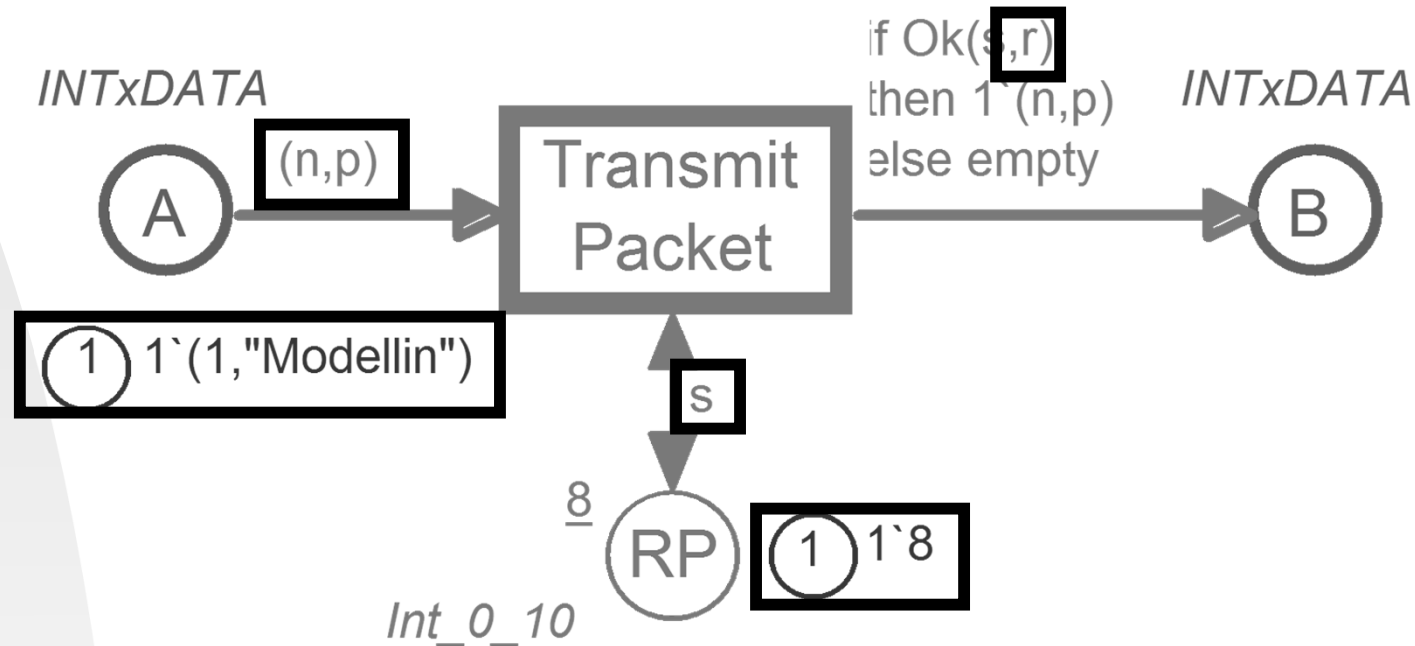 if Ok(s,r)
then 1`(n,p)
else empty
INTxDATA
INTxDATA
(n,p)
A
Transmit
Packet
B
1 1`(1,"Modellin")
s
8
RP
1 1`8
Int_0_10